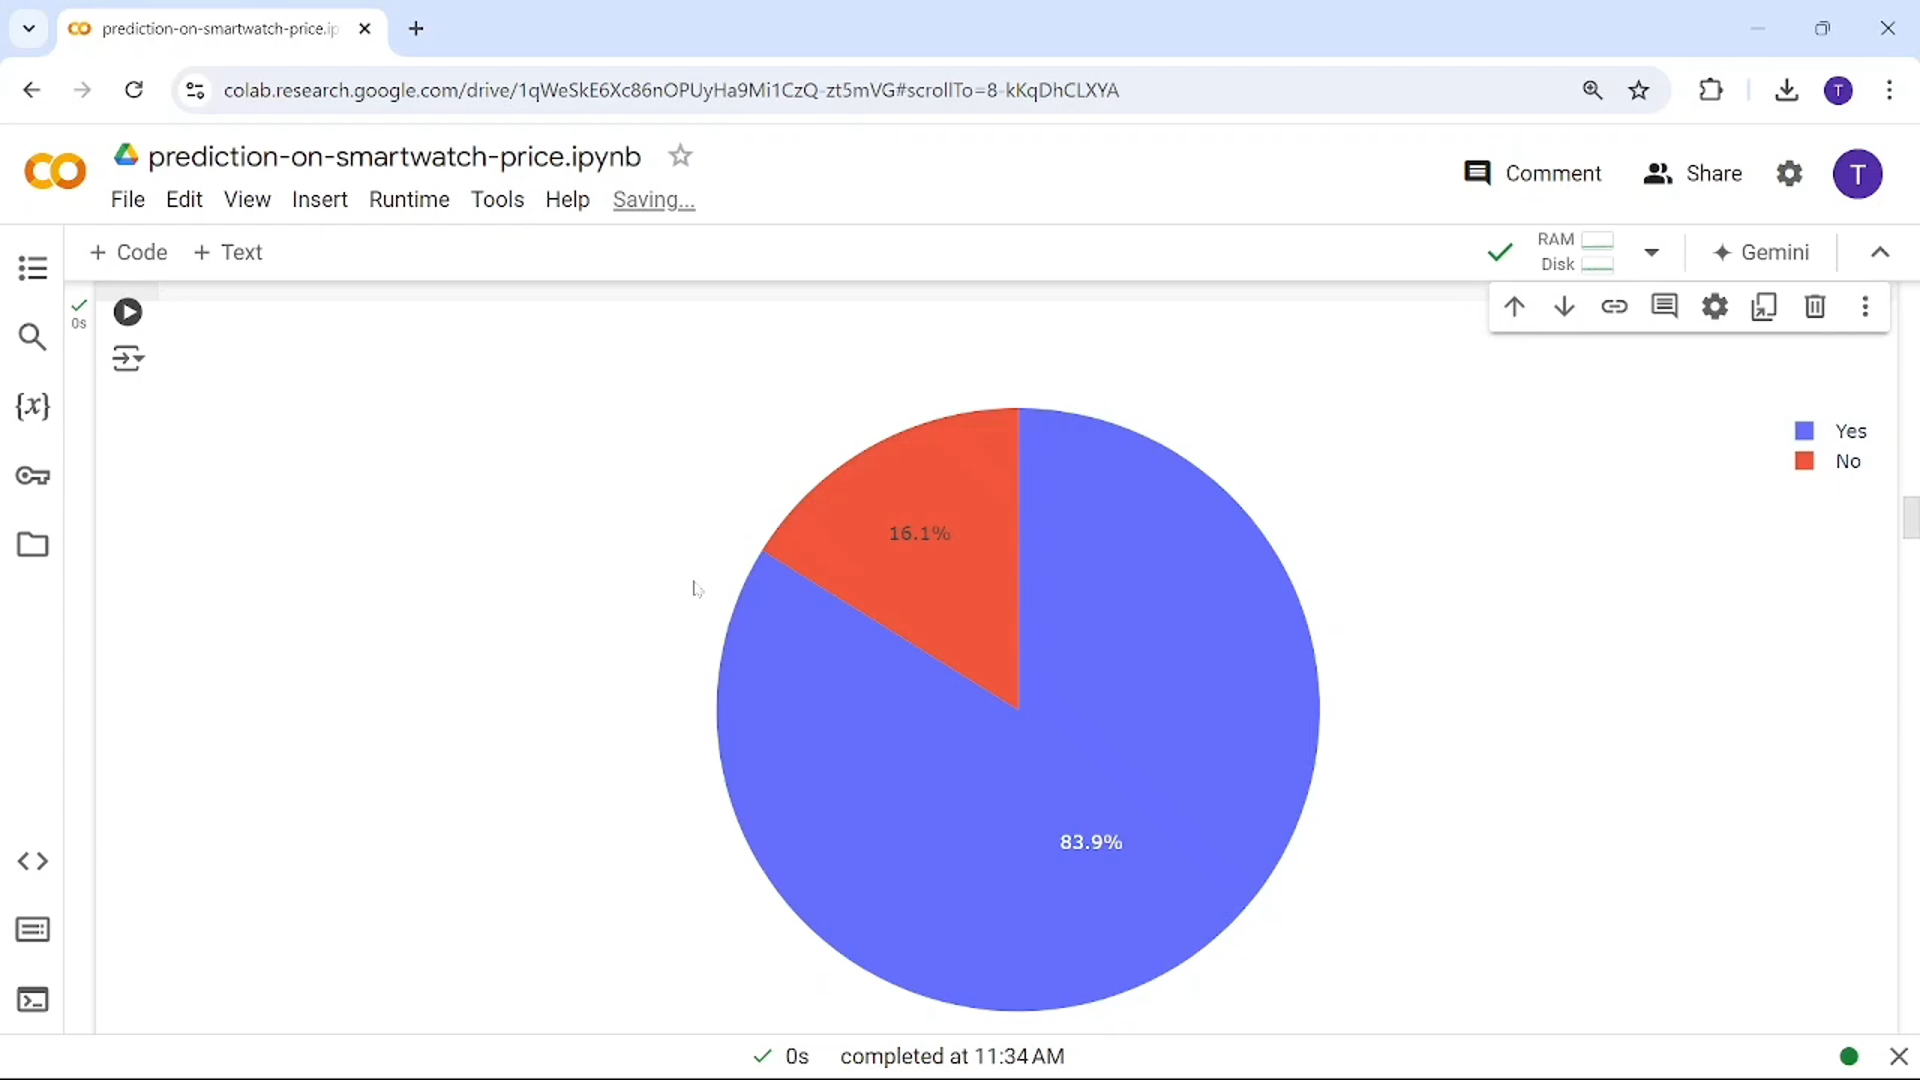 prediction-on-smartwatch-price.ip
colab.research.google.com/drive/1qWeSkE6Xc86nOPUyHa9Mi1CzQ-zt5mVG#scrollTo=8-kKqDhCLXYA
T
prediction-on-smartwatch-price.ipynb
Comment
Share
T
File Edit View Insert Runtime Tools Help Saving...
+ Code + Text
RAM
Disk
Gemini
0s
{x}
Yes
No
16.1%
83.9%
0s completed at 11:34 AM